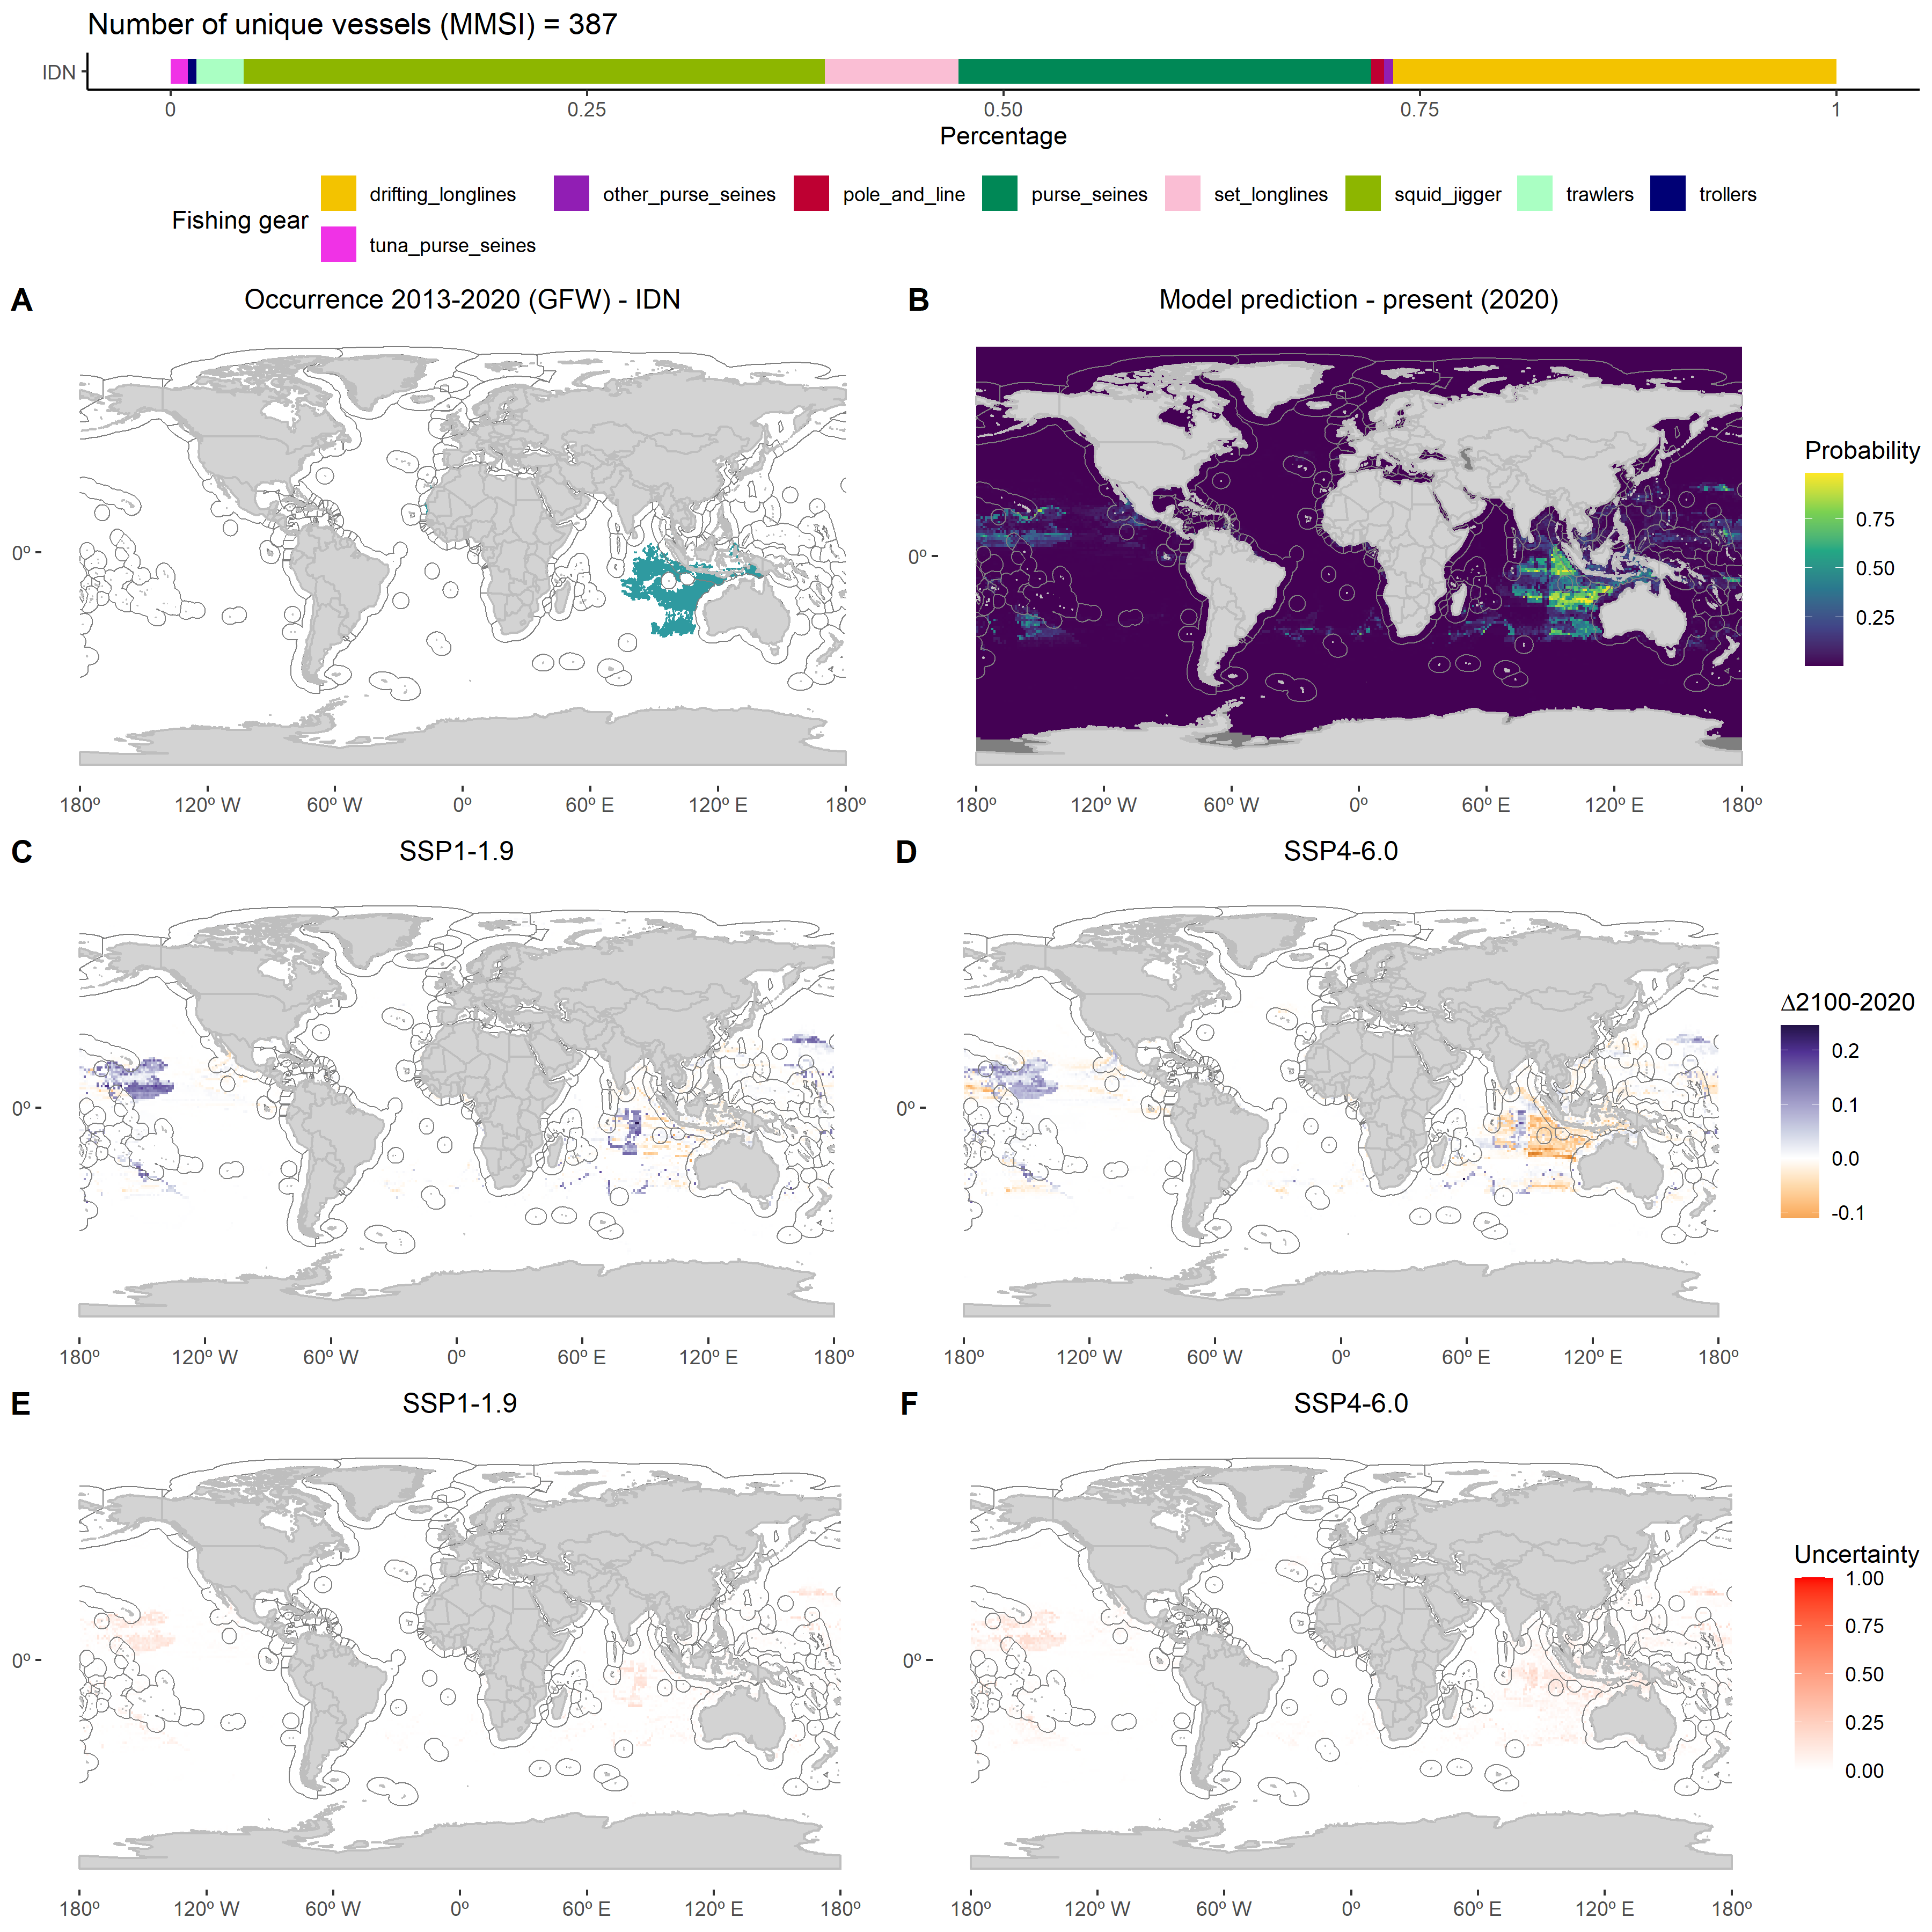 Number of unique vessels (MMSI) = 387
IDN
0 0.25 0.50 0.75 1
Percentage
Fishing gear
drifting_longlines other_purse_seines pole_and_line purse_seines set_longlines squid_jigger trawlers trollers
tuna_purse_seines
A Occurrence 2013-2020 (GFW) - IDN
0º
180º 120º W 60º W 0º 60º E 120º E 180º
B Model prediction - present (2020)
0º
180º 120º W 60º W 0º 60º E 120º E 180º
Probability
0.75
0.50
0.25
C SSP1-1.9
0º
180º 120º W 60º W 0º 60º E 120º E 180º
D SSP4-6.0
0º
180º 120º W 60º W 0º 60º E 120º E 180º
Δ2100-2020
0.2
0.1
0.0
-0.1
E SSP1-1.9
0º
180º 120º W 60º W 0º 60º E 120º E 180º
F SSP4-6.0
0º
180º 120º W 60º W 0º 60º E 120º E 180º
Uncertainty
1.00
0.75
0.50
0.25
0.00